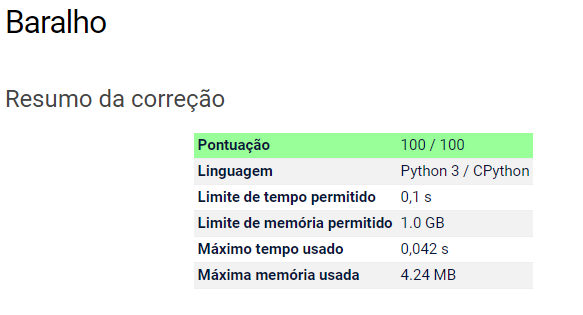 Baralho
Resumo da correção
Pontuação 100 / 100
Linguagem Python 3 / CPython
Limite de tempo permitido 0,1 s
Limite de memória permitido 1.0 GB
Máximo tempo usado 0,042 s
Máxima memória usada 4.24 MB